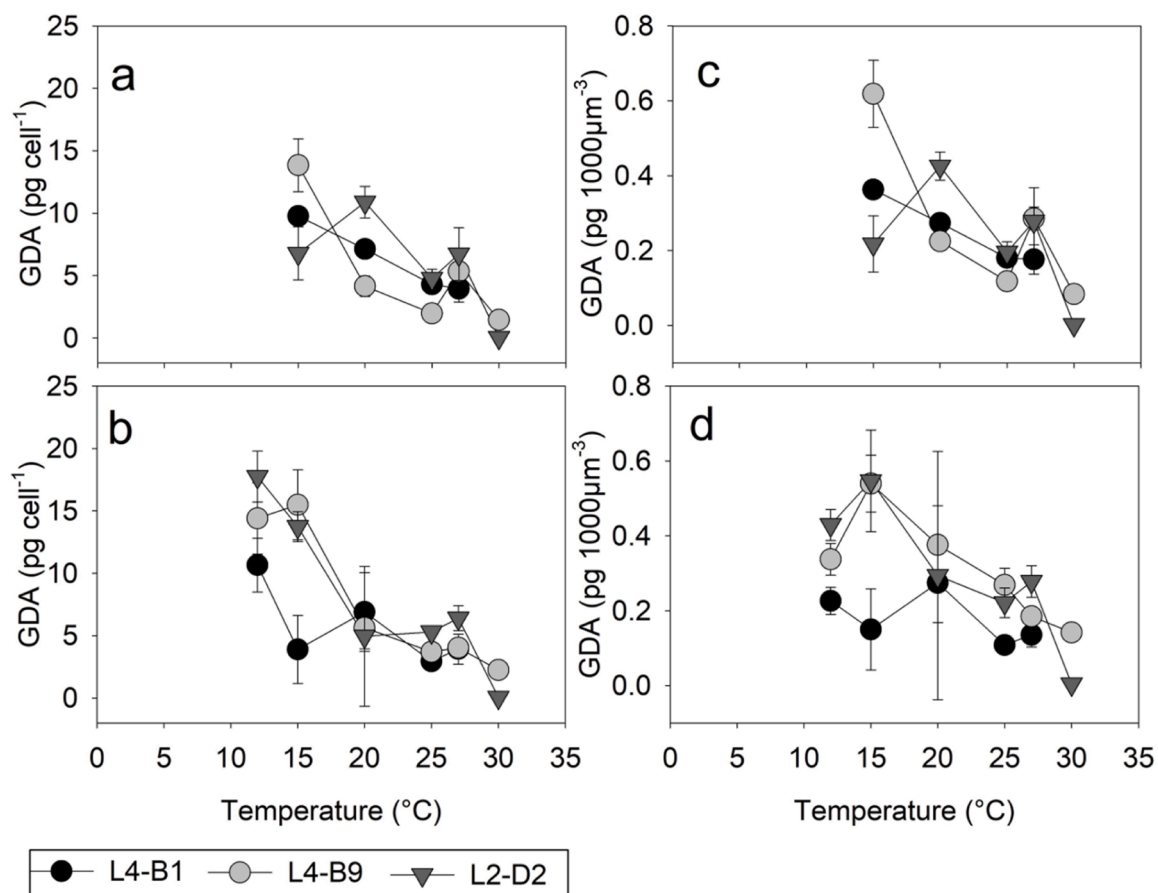 25
20
15
10
5
0
GDA (pg cell⁻¹)
a
0.8
0.6
0.4
0.2
0.0
GDA (pg 1000µm⁻³)
c
25
20
15
10
5
0
GDA (pg cell⁻¹)
b
0 5 10 15 20 25 30 35
Temperature (°C)
0.8
0.6
0.4
0.2
0.0
GDA (pg 1000µm⁻³)
d
0 5 10 15 20 25 30 35
Temperature (°C)
L4-B1 L4-B9 L2-D2